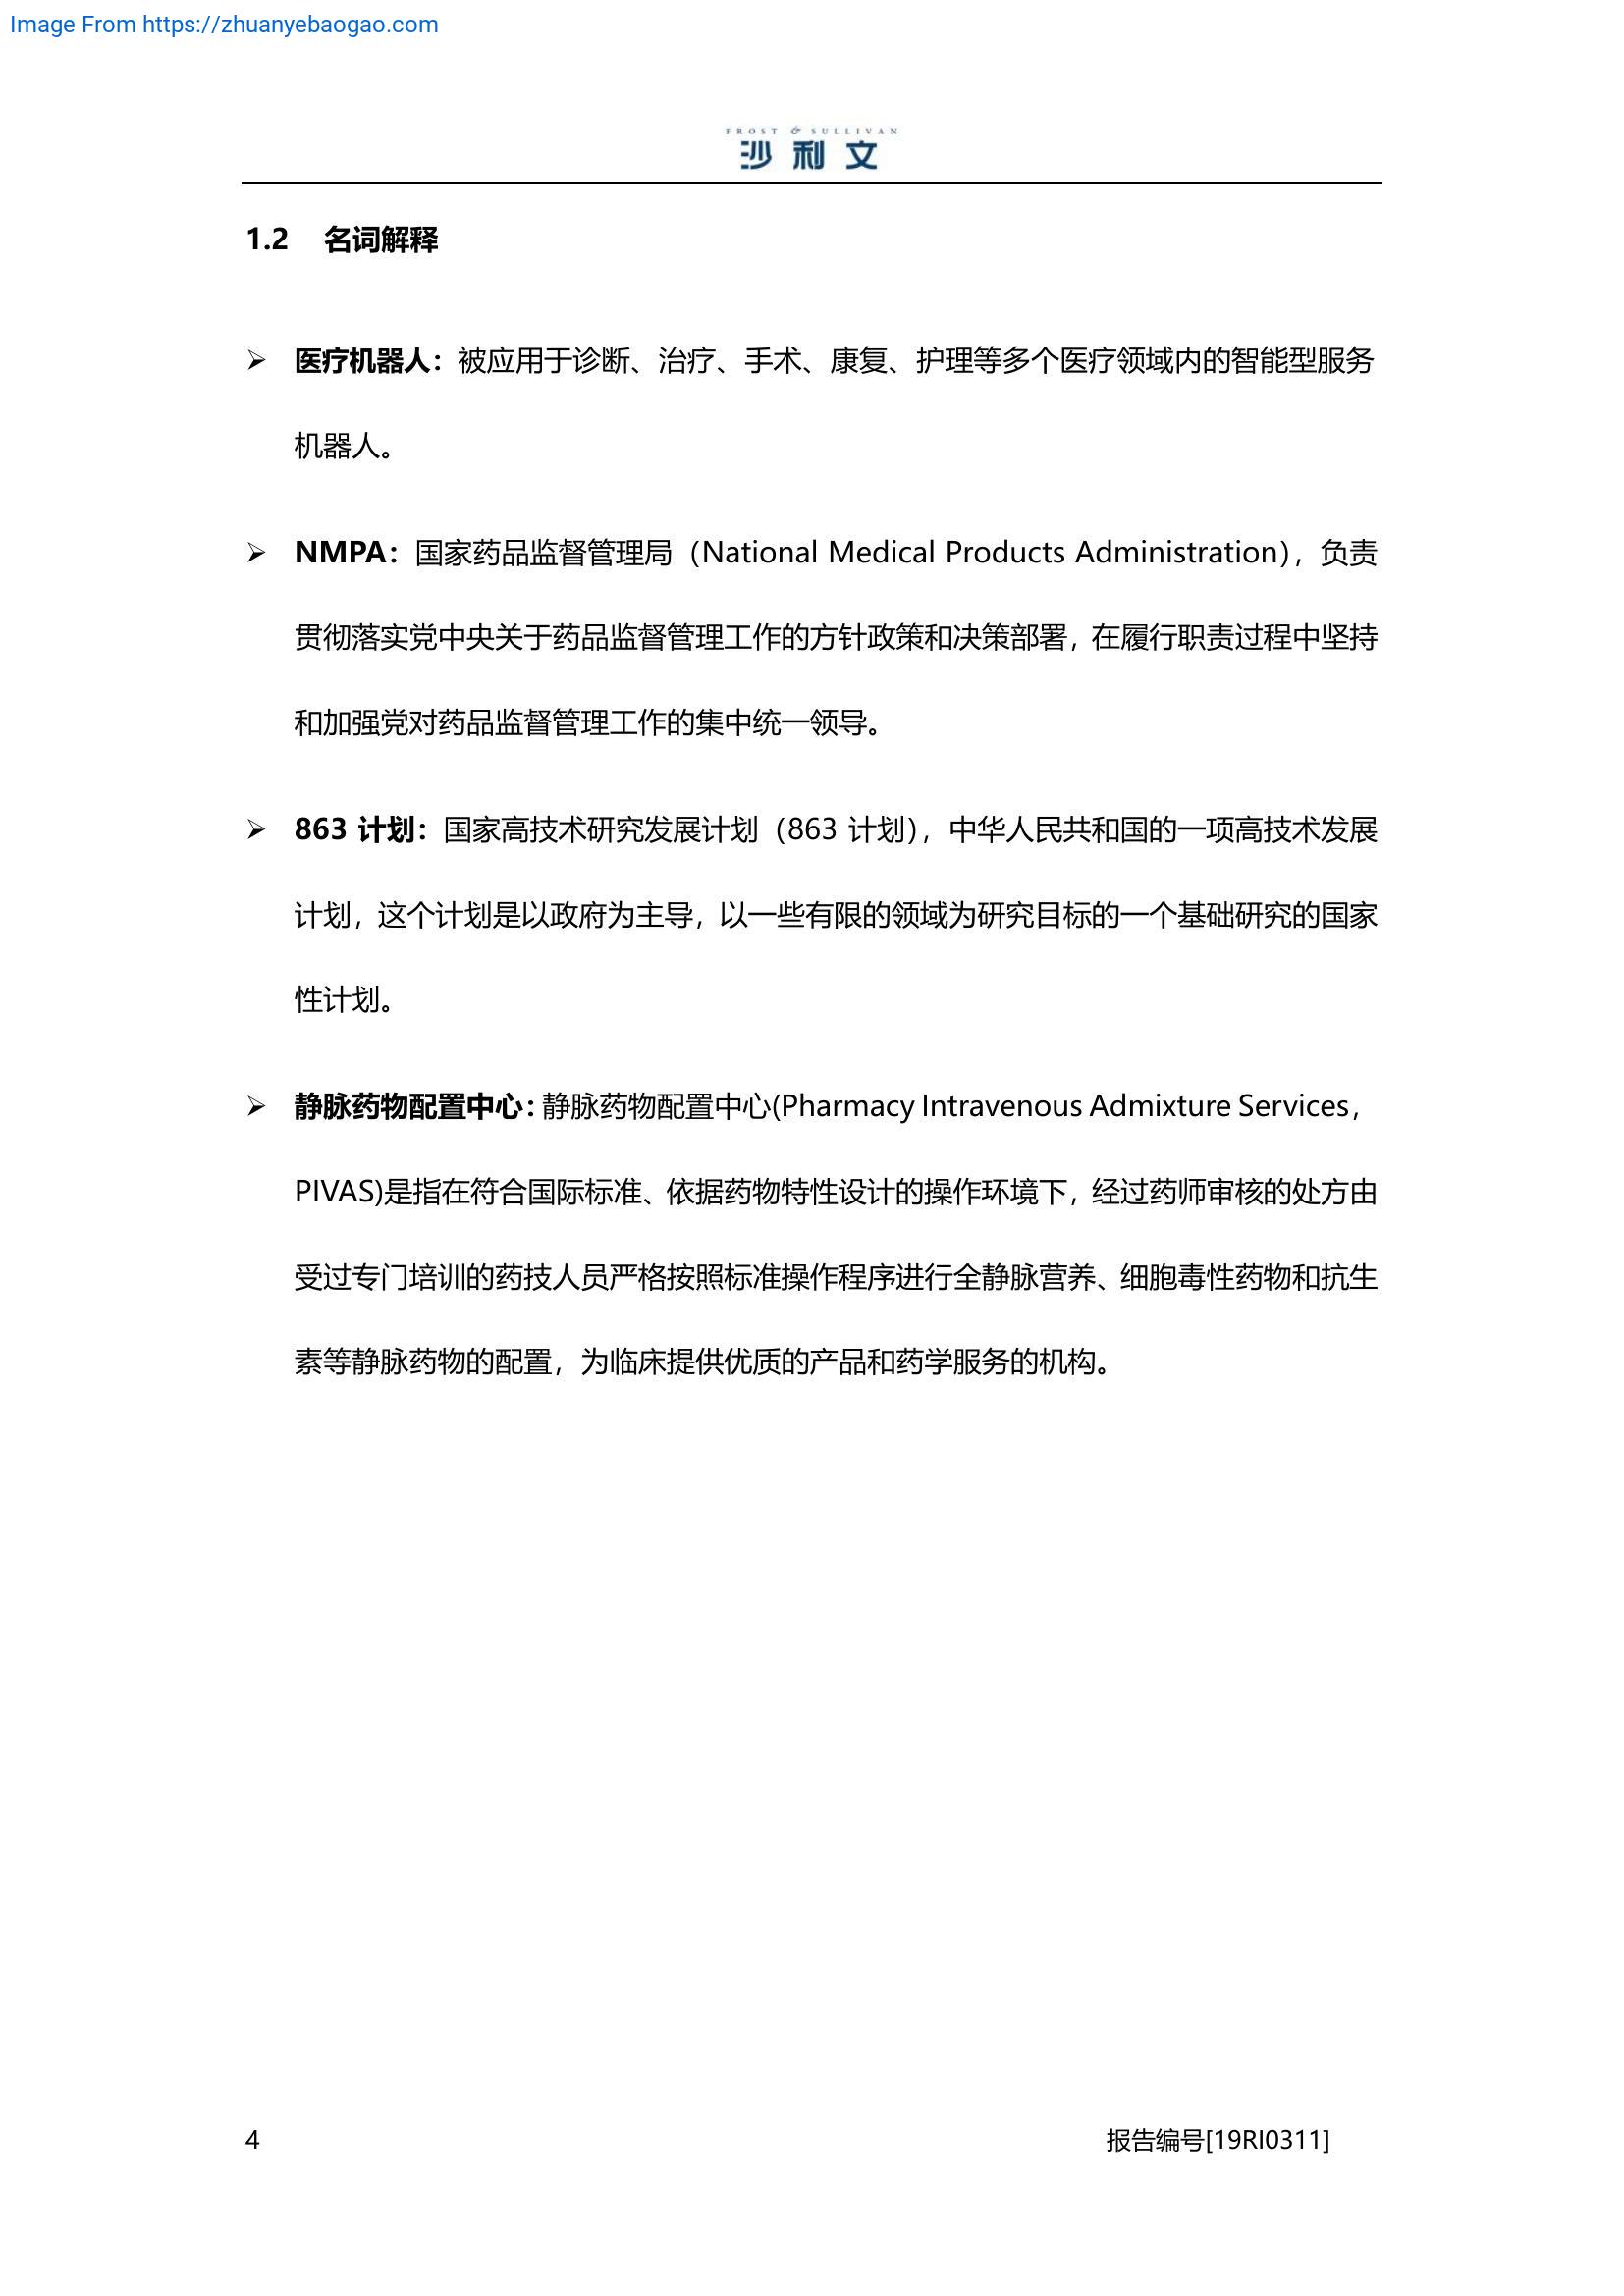 Image From https://zhuanyebaogao.com
FROST & SULLIVAN
沙利文
1.2 名词解释
➢ 医疗机器人：被应用于诊断、治疗、手术、康复、护理等多个医疗领域内的智能型服务
机器人。
➢ NMPA：国家药品监督管理局（National Medical Products Administration），负责
贯彻落实党中央关于药品监督管理工作的方针政策和决策部署，在履行职责过程中坚持
和加强党对药品监督管理工作的集中统一领导。
➢ 863 计划：国家高技术研究发展计划（863 计划），中华人民共和国的一项高技术发展
计划，这个计划是以政府为主导，以一些有限的领域为研究目标的一个基础研究的国家
性计划。
➢ 静脉药物配置中心：静脉药物配置中心(Pharmacy Intravenous Admixture Services，
PIVAS)是指在符合国际标准、依据药物特性设计的操作环境下，经过药师审核的处方由
受过专门培训的药技人员严格按照标准操作程序进行全静脉营养、细胞毒性药物和抗生
素等静脉药物的配置，为临床提供优质的产品和药学服务的机构。
4 报告编号[19RI0311]